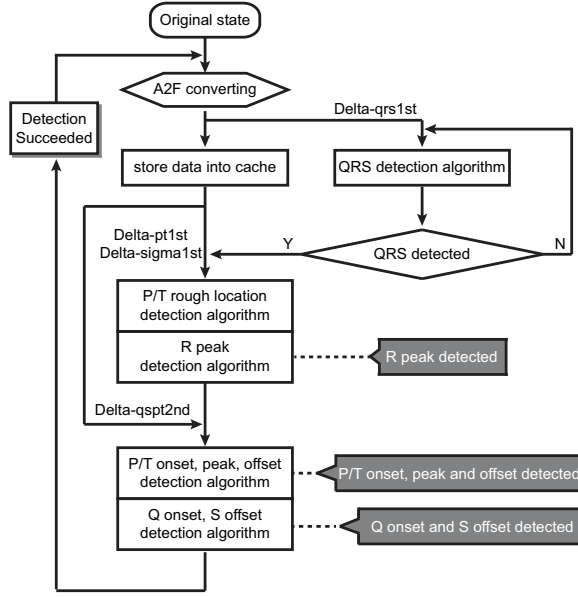 Original state
A2F converting
Detection
Succeeded
Delta-qrs1st
store data into cache
QRS detection algorithm
Delta-pt1st
Delta-sigma1st
Y
QRS detected
N
P/T rough location
detection algorithm
R peak
detection algorithm
R peak detected
Delta-qspt2nd
P/T onset, peak, offset
detection algorithm
P/T onset, peak and offset detected
Q onset, S offset
detection algorithm
Q onset and S offset detected